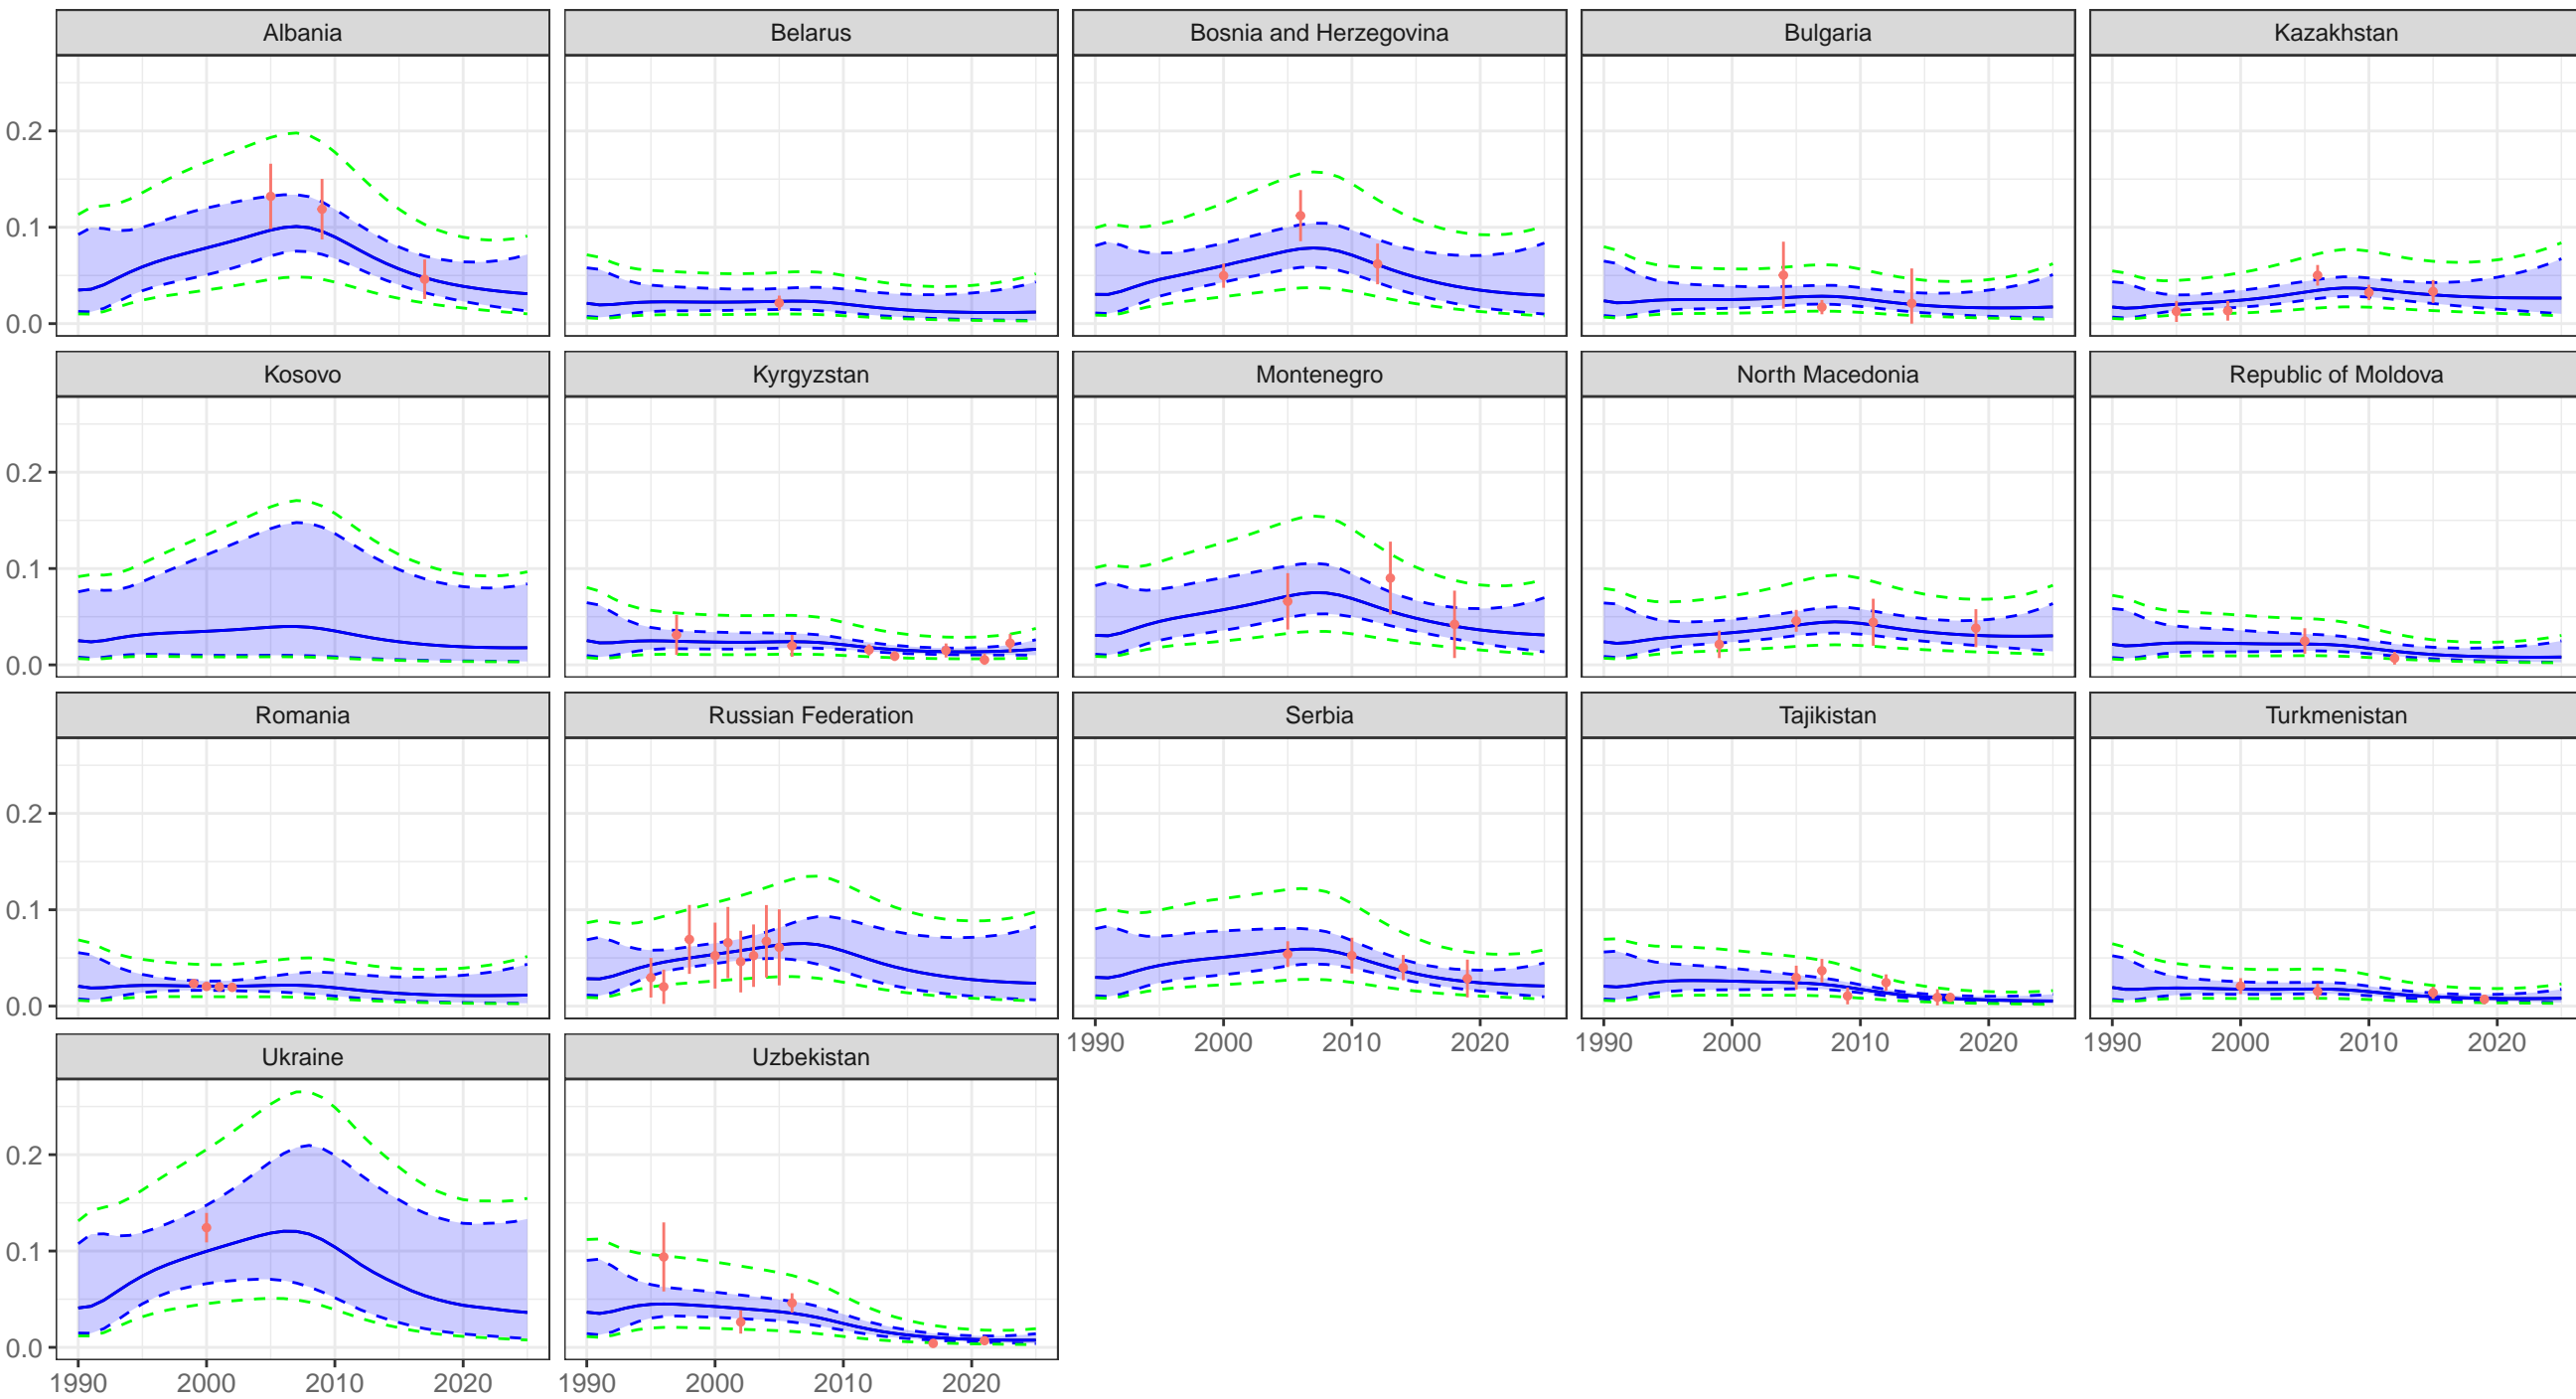 Albania
Belarus
Bosnia and Herzegovina
Bulgaria
Kazakhstan
0.2
0.1
0.0
Kosovo
Kyrgyzstan
Montenegro
North Macedonia
Republic of Moldova
0.2
0.1
0.0
Romania
Russian Federation
Serbia
Tajikistan
Turkmenistan
0.2
0.1
0.0
1990 2000 2010 2020
1990 2000 2010 2020
1990 2000 2010 2020
Ukraine
Uzbekistan
0.2
0.1
0.0
1990 2000 2010 2020
1990 2000 2010 2020